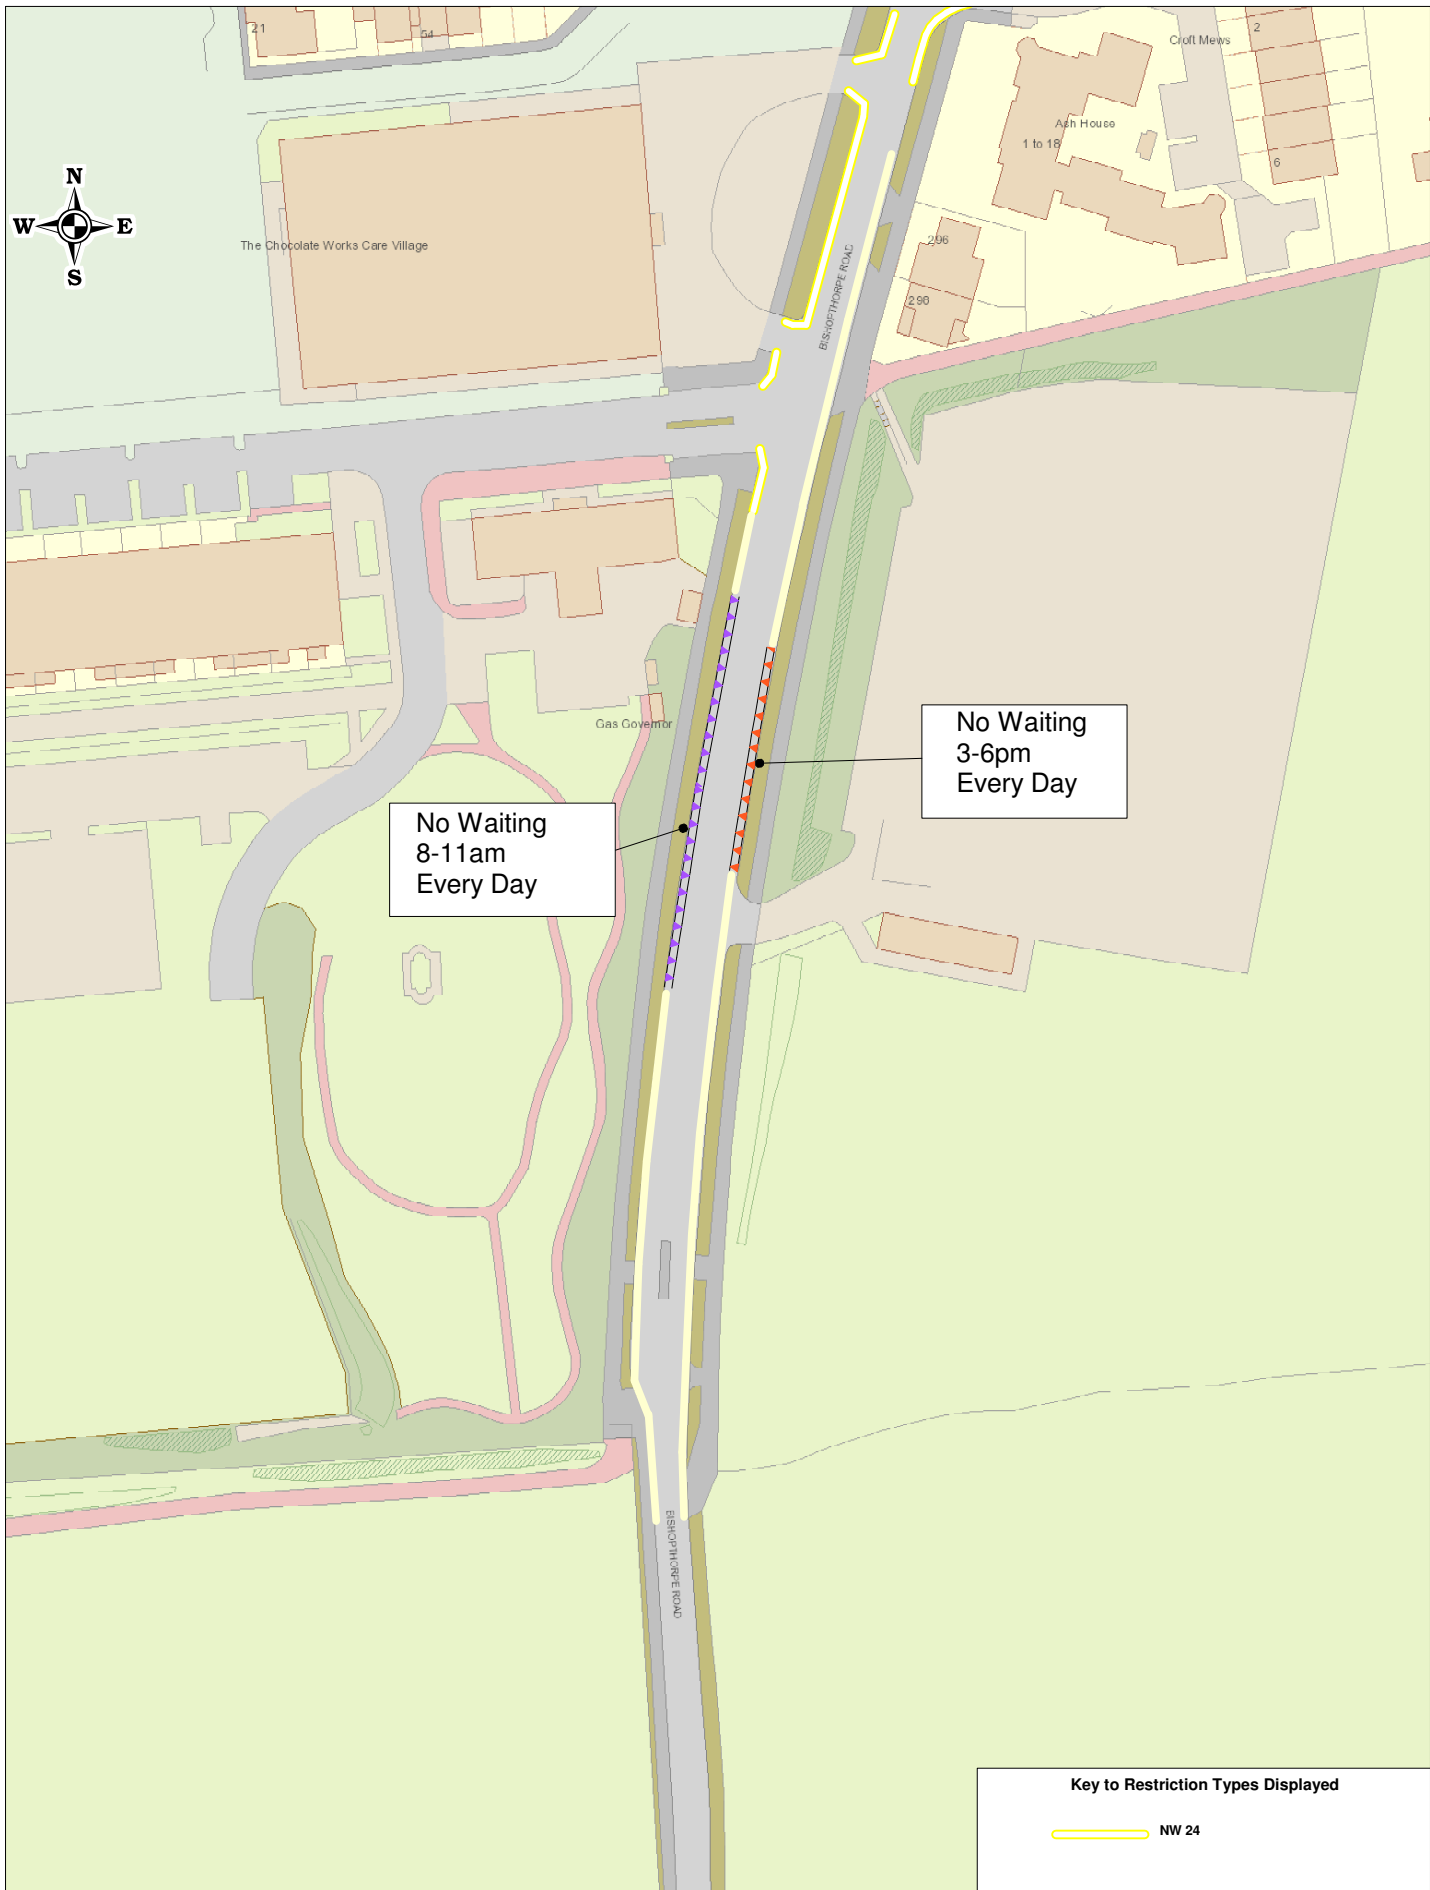 21
54
Croft Mews
2
Ash House
1 to 18
6
N
W E
S
The Chocolate Works Care Village
296
298
BISHOPTHORPE ROAD
Gas Governor
No Waiting
3-6pm
Every Day
No Waiting
8-11am
Every Day
BISHOPTHORPE ROAD
Key to Restriction Types Displayed
NW 24